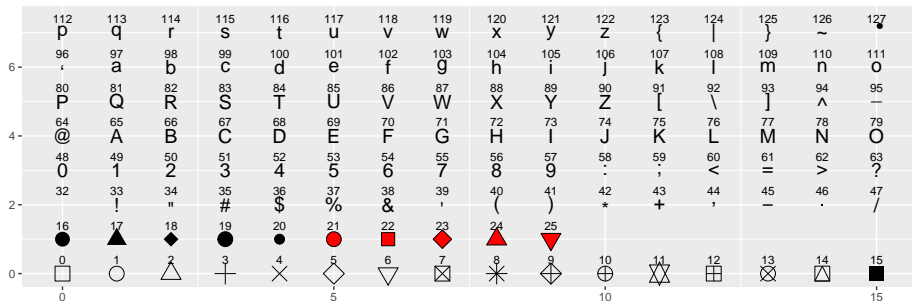 112 113 114 115 116 117 118 119 120 121 122 123 124 125 126 127
p q r s t u v w x y z { | } ~
96 97 98 99 100 101 102 103 104 105 106 107 108 109 110 111
6 ‘ a b c d e f g h i j k l m n o
80 81 82 83 84 85 86 87 88 89 90 91 92 93 94 95
P Q R S T U V W X Y Z [ \ ] ^ _
64 65 66 67 68 69 70 71 72 73 74 75 76 77 78 79
4 @ A B C D E F G H I J K L M N O
48 49 50 51 52 53 54 55 56 57 58 59 60 61 62 63
0 1 2 3 4 5 6 7 8 9 : ; < = > ?
32 33 34 35 36 37 38 39 40 41 42 43 44 45 46 47
2 ! " # $ % & ' ( ) * + , - . /
16 17 18 19 20 21 22 23 24 25
0 1 2 3 4 5 6 7 8 9 10 11 12 13 14 15
0
0 5 10 15